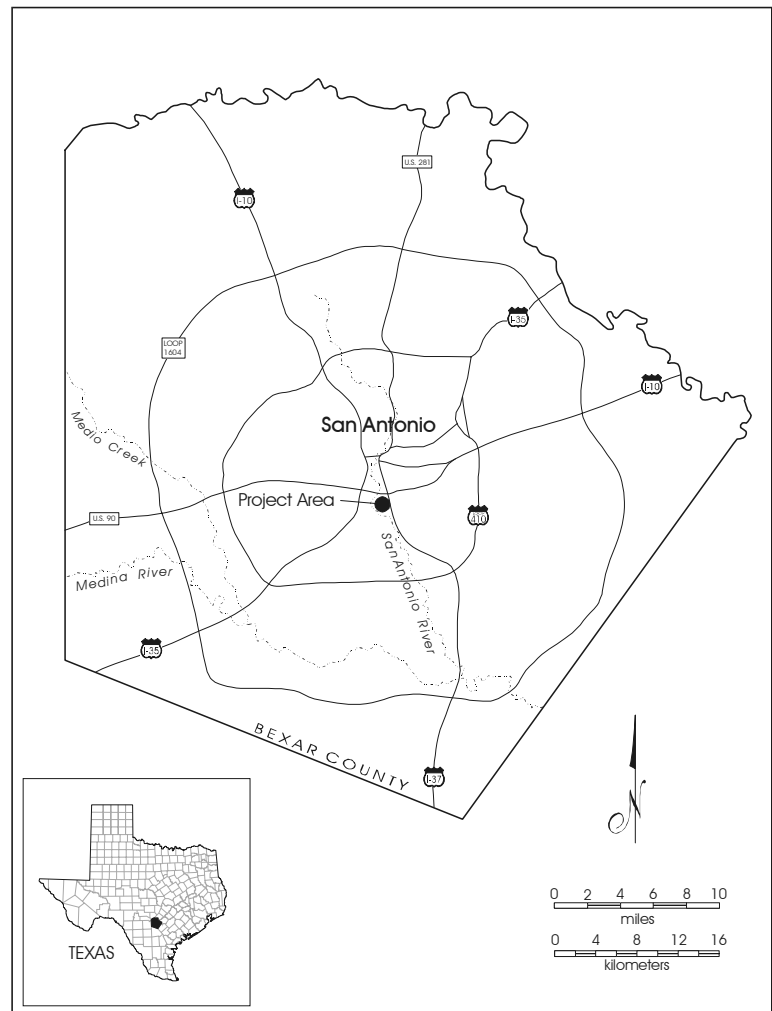 U.S. 281
I-10
I-35
LOOP
1604
I-10
San Antonio
Medio Creek
Project Area
U.S. 90
410
San Antonio River
Medina River
I-35
BEXAR COUNTY
I-37
N
TEXAS
0 2 4 6 8 10
miles
0 4 8 12 16
kilometers